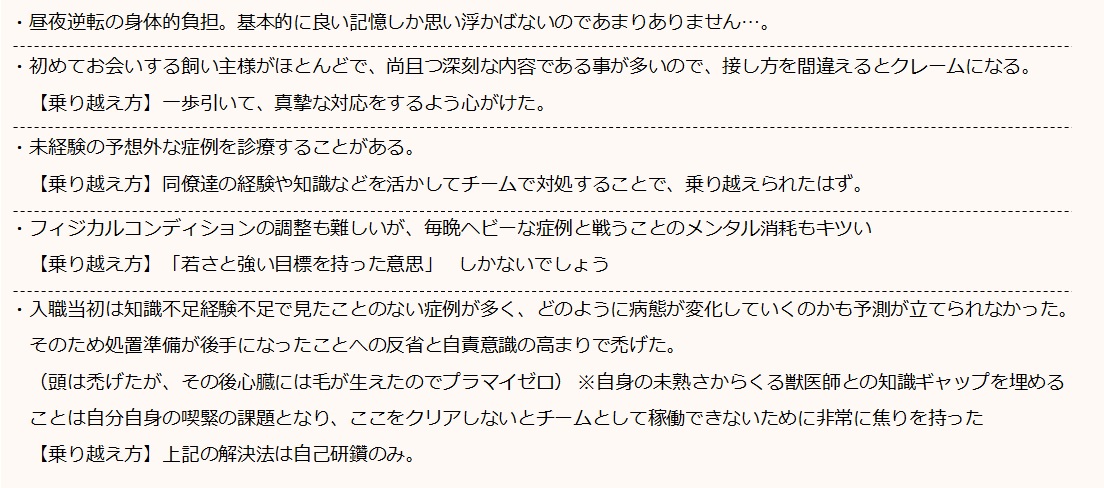 ・昼夜逆転の身体的負担。基本的に良い記憶しか思い浮かばないのであまりありません…。
・初めてお会いする飼い主様がほとんどで、尚且つ深刻な内容である事が多いので、接し方を間違えるとクレームになる。
【乗り越え方】一歩引いて、真摯な対応をするよう心がけた。
・未経験の予想外な症例を診療することがある。
【乗り越え方】同僚達の経験や知識などを活かしてチームで対処することで、乗り越えられたはず。
・フィジカルコンディションの調整も難しいが、毎晩ヘビーな症例と戦うことのメンタル消耗もキツい
【乗り越え方】「若さと強い目標を持った意思」　しかないでしょう
・入職当初は知識不足経験不足で見たことのない症例が多く、どのように病態が変化していくのかも予測が立てられなかった。
そのため処置準備が後手になったことへの反省と自責意識の高まりで禿げた。
（頭は禿げたが、その後心臓には毛が生えたのでプラマイゼロ） ※自身の未熟さからくる獣医師との知識ギャップを埋める
ことは自分自身の喫緊の課題となり、ここをクリアしないとチームとして稼働できないために非常に焦りを持った
【乗り越え方】上記の解決法は自己研鑽のみ。